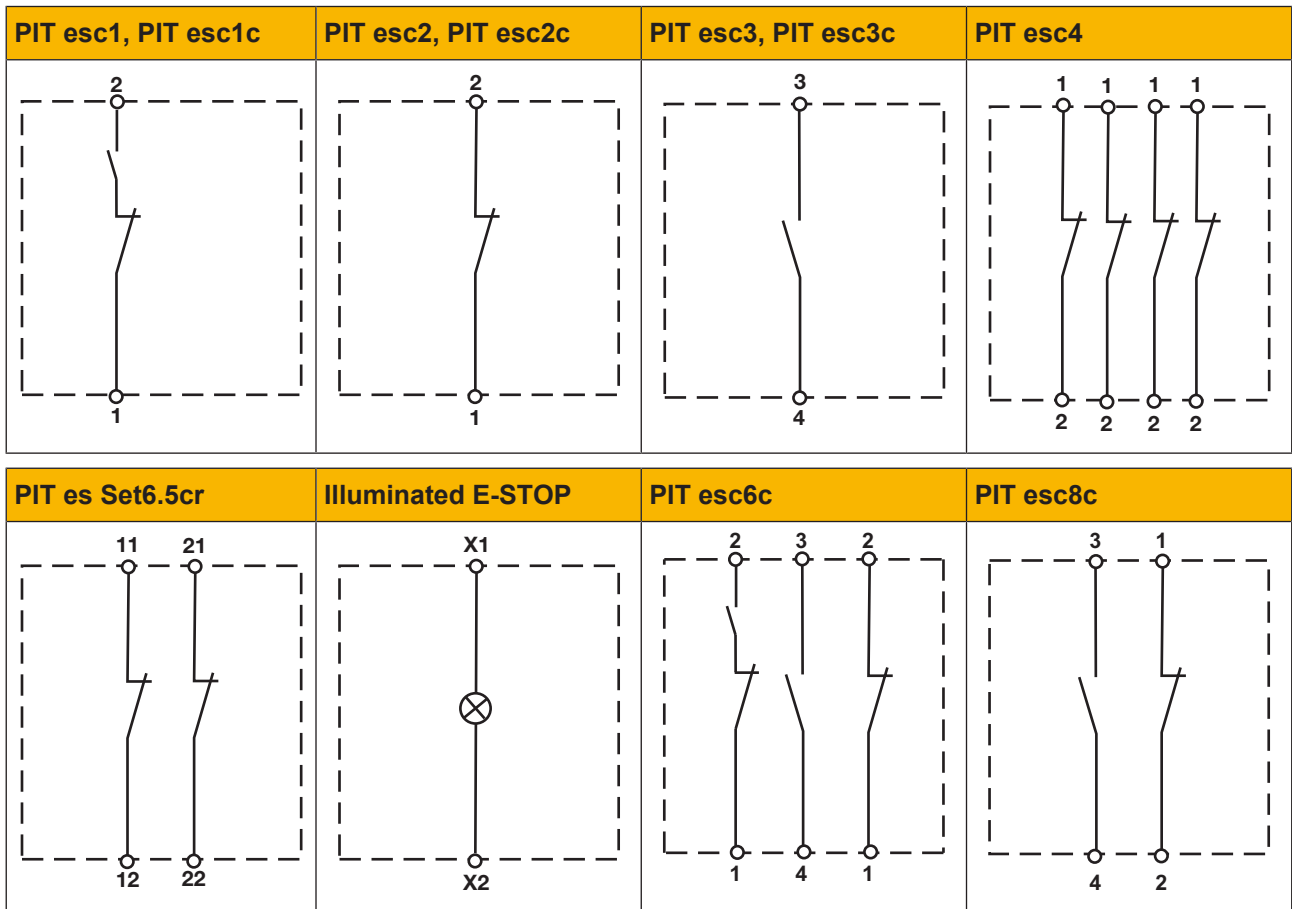 PIT esc1, PIT esc1c PIT esc2, PIT esc2c PIT esc3, PIT esc3c PIT esc4
2 2 3 1 1 1 1
1 1 4 2 2 2 2
PIT es Set6.5cr Illuminated E-STOP PIT esc6c PIT esc8c
11 21 X1 2 3 2 3 1
12 22 X2 1 4 1 4 2